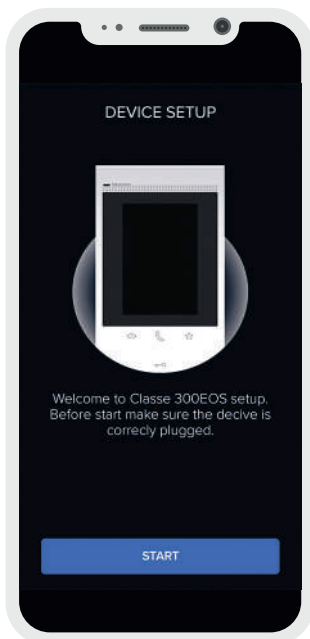 DEVICE SETUP
Welcome to Classe 300EOS setup.
Before start make sure the decive is
correcly plugged.
START